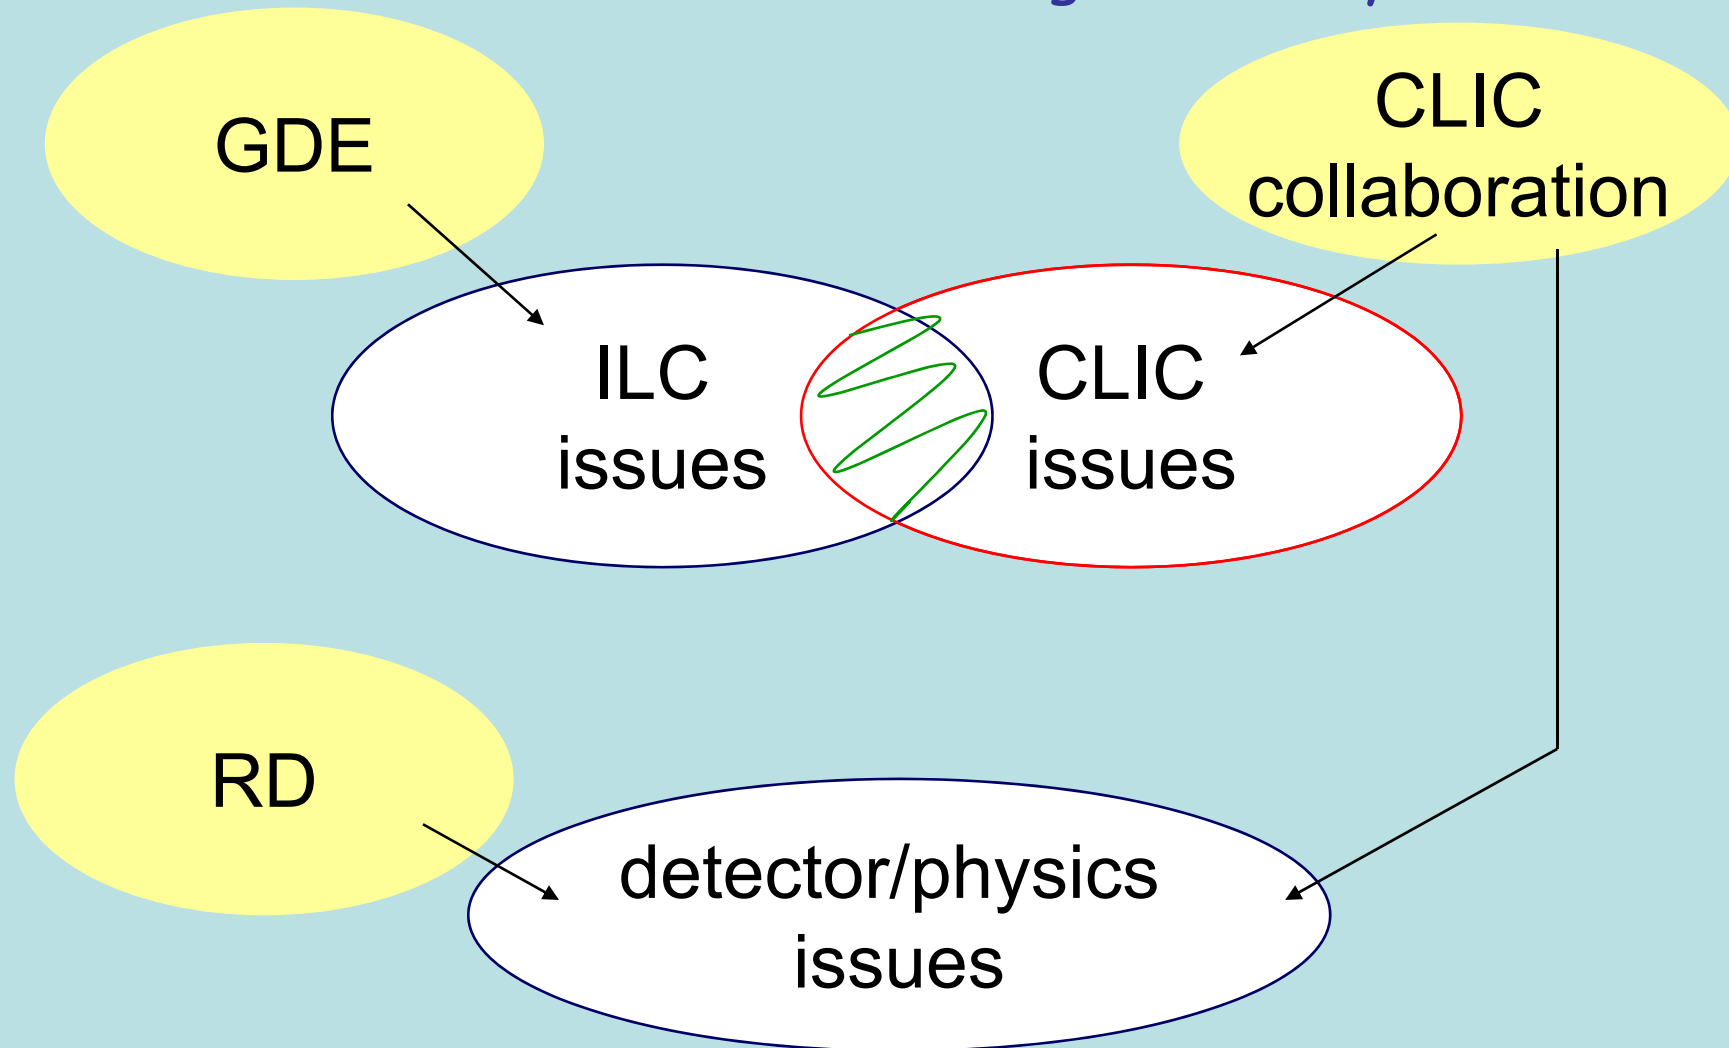 GDE
CLIC
collaboration
ILC
issues
CLIC
issues
RD
detector/physics
issues